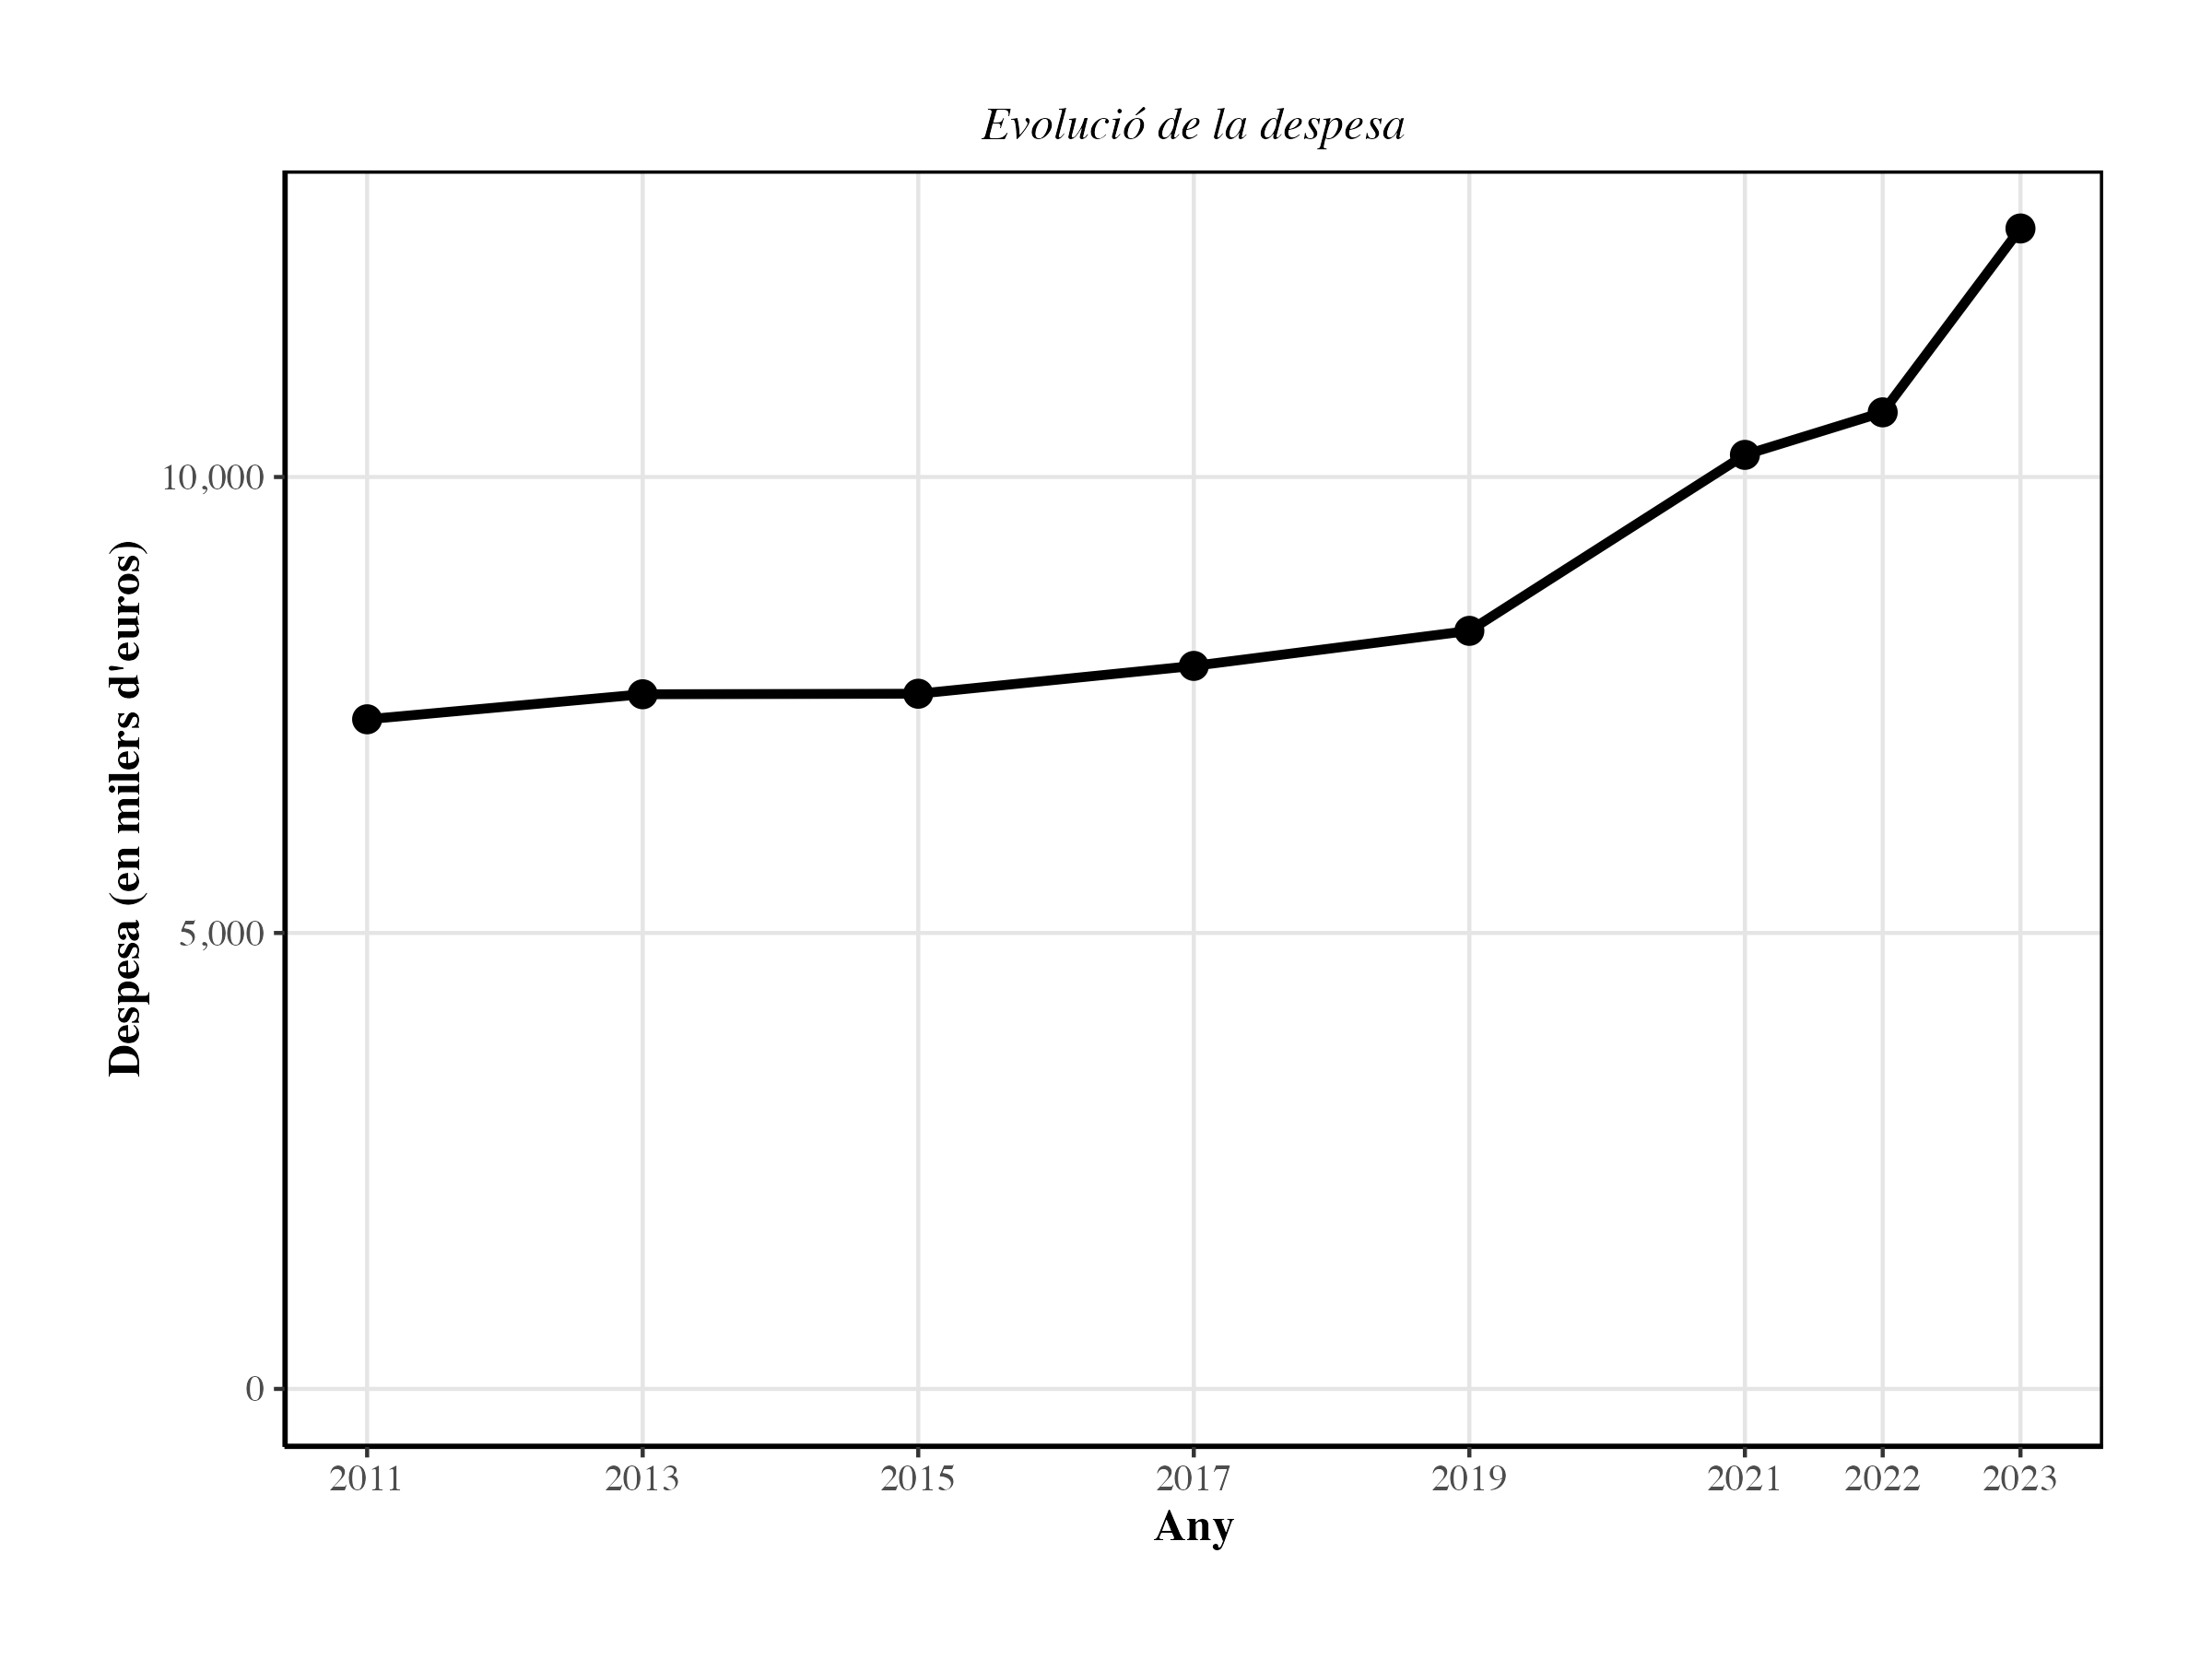 Evolució de la despesa
Despesa (en milers d'euros)
10,000
5,000
0
2011 2013 2015 2017 2019 2021 2022 2023
Any